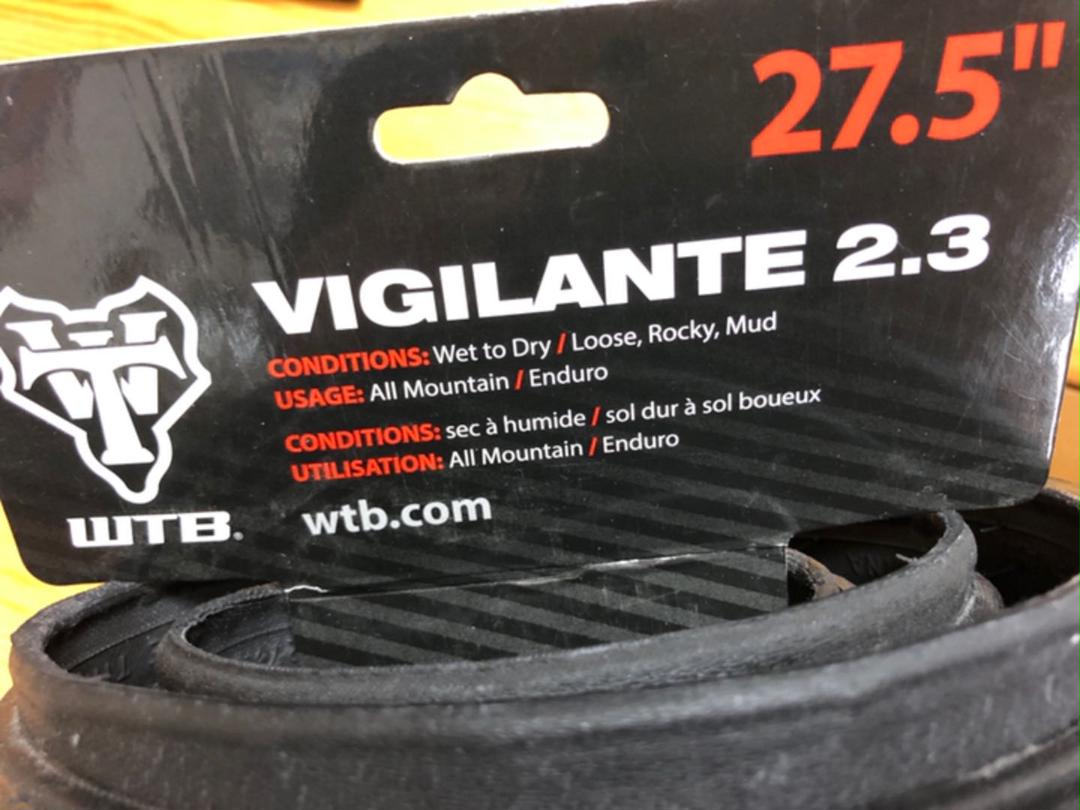 27.5"
VIGILANTE 2.3
CONDITIONS: Wet to Dry / Loose, Rocky, Mud
USAGE: All Mountain / Enduro
CONDITIONS: sec à humide / sol dur à sol boueux
UTILISATION: All Mountain / Enduro
wtb.com
WTB®